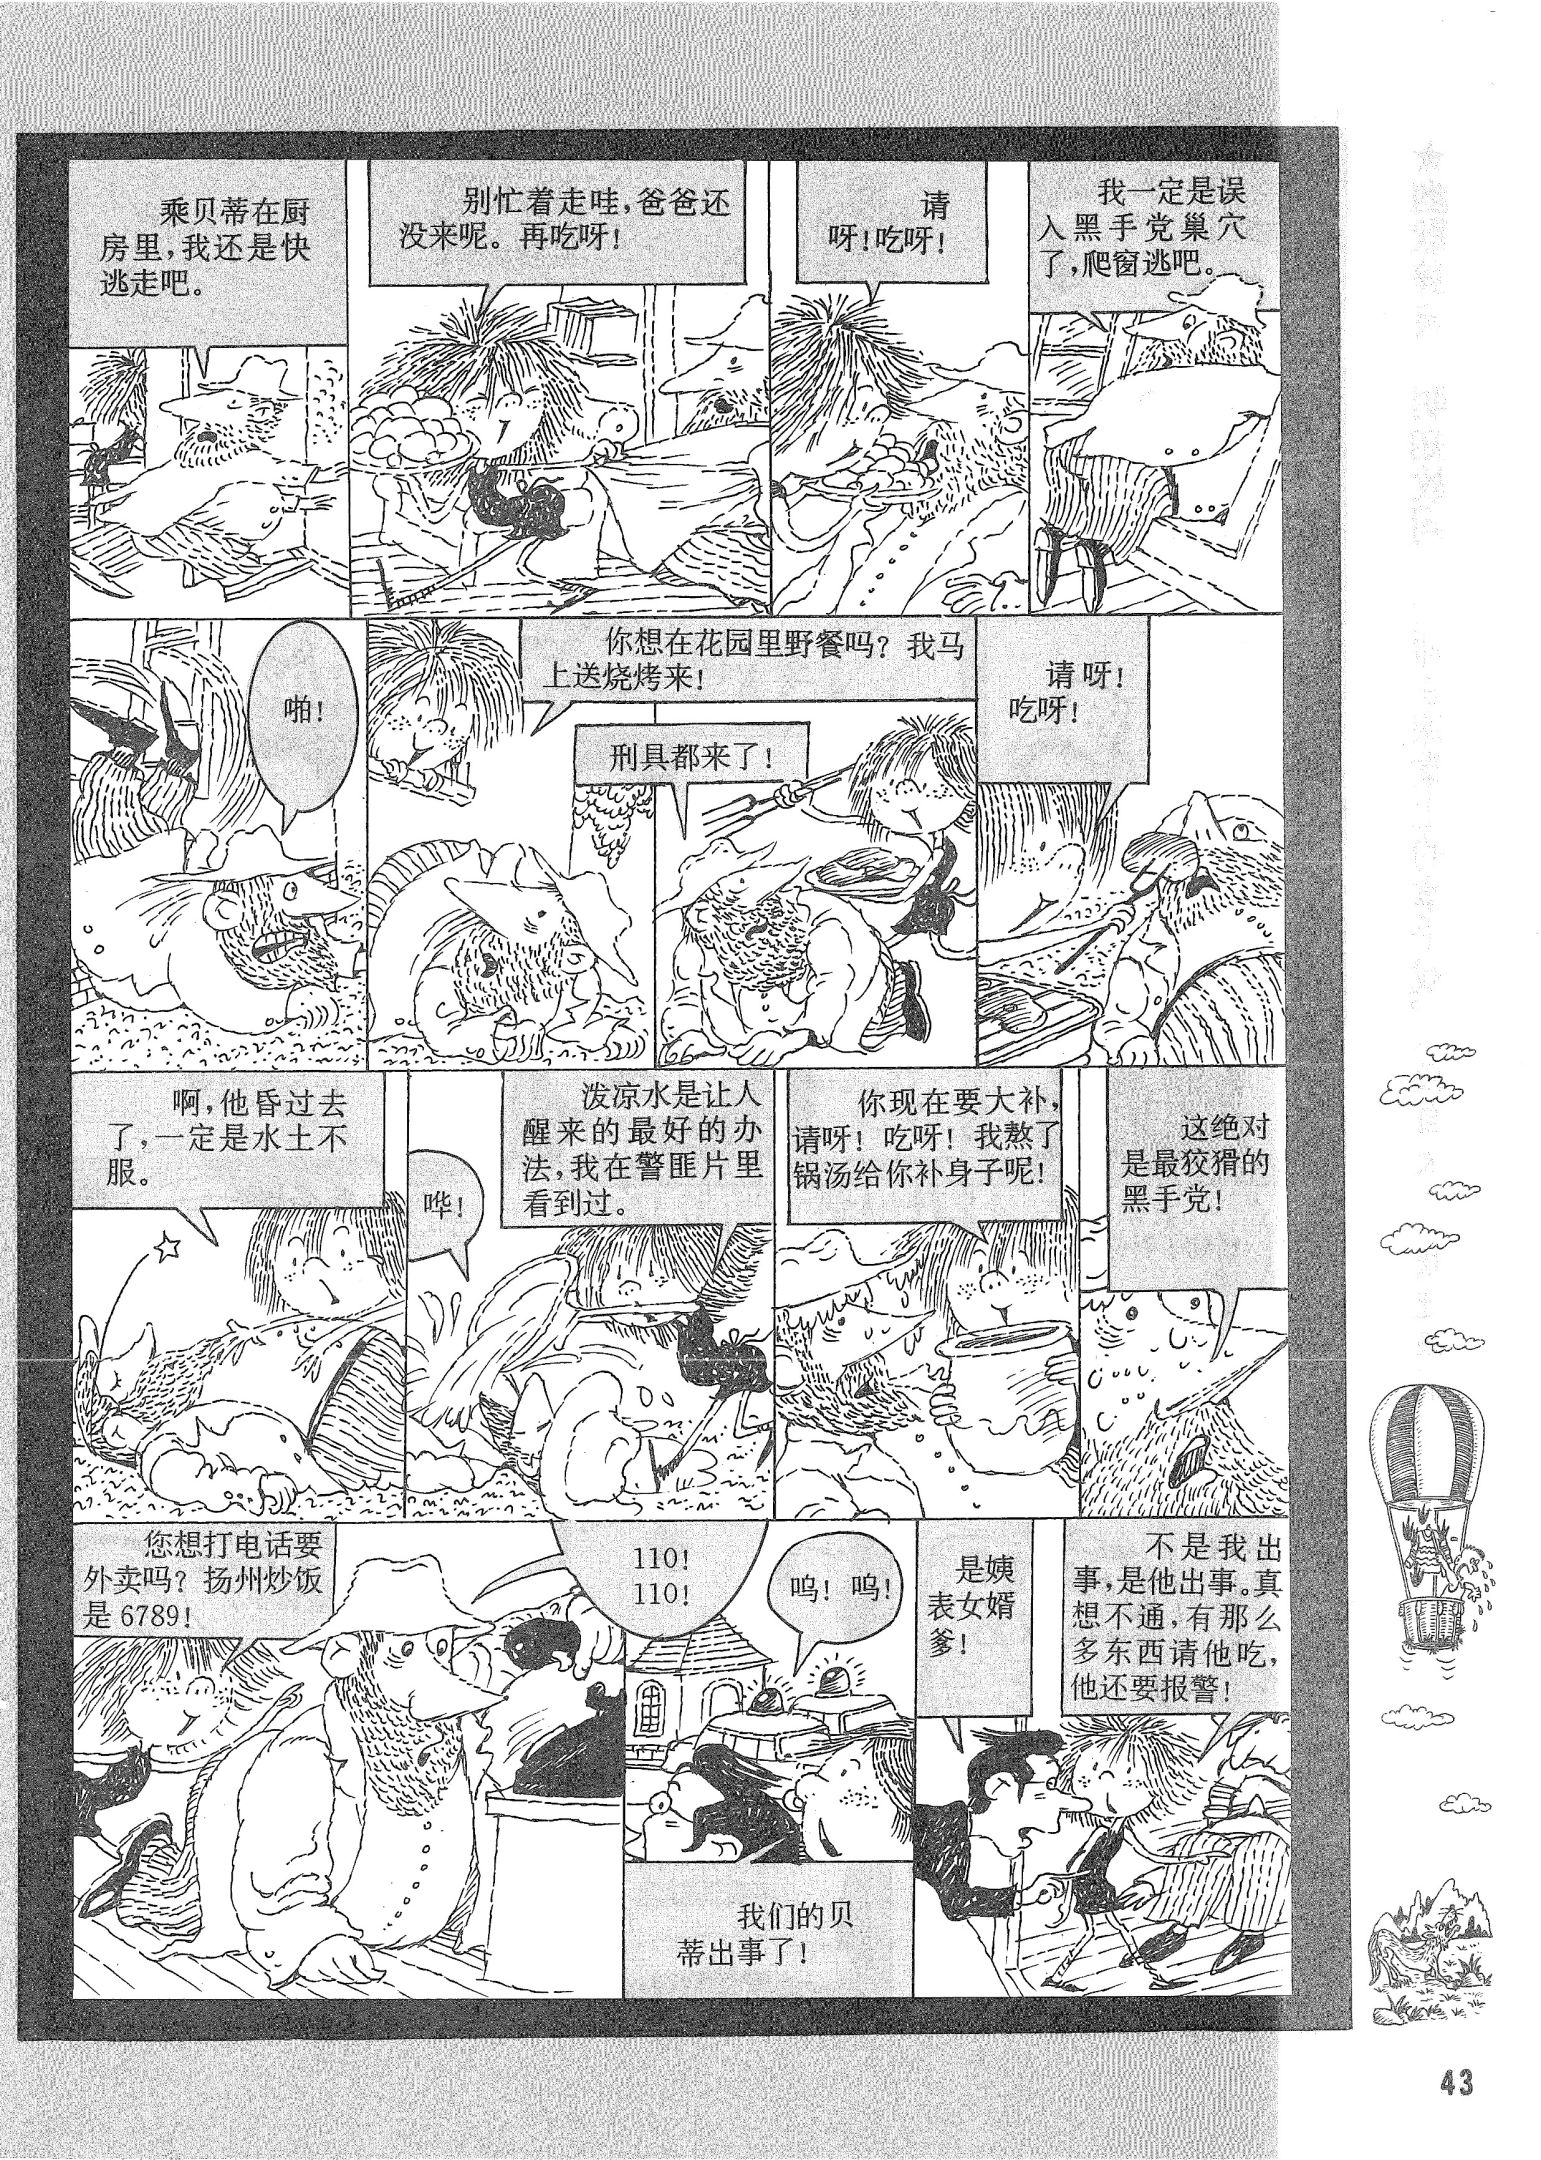 乘贝蒂在厨
房里，我还是快
逃走吧。
别忙着走哇，爸爸还
没来呢。再吃呀！
请
呀！吃呀！
我一定是误
入黑手党巢穴
了，爬窗逃吧。
啪！
你想在花园里野餐吗？我马
上送烧烤来！
刑具都来了！
请呀！
吃呀！
啊，他昏过去
了，一定是水土不
服。
哗！
泼凉水是让人
醒来的最好的办
法，我在警匪片里
看到过。
你现在要大补，
请呀！吃呀！我熬了
锅汤给你补身子呢！
这绝对
是最狡猾的
黑手党！
您想打电话要
外卖吗？扬州炒饭
是6789！
110！
110！
呜！呜！
我们的贝
蒂出事了！
是姨
表女婿
爹！
不是我出
事，是他出事。真
想不通，有那么
多东西请他吃，
他还要报警！
43